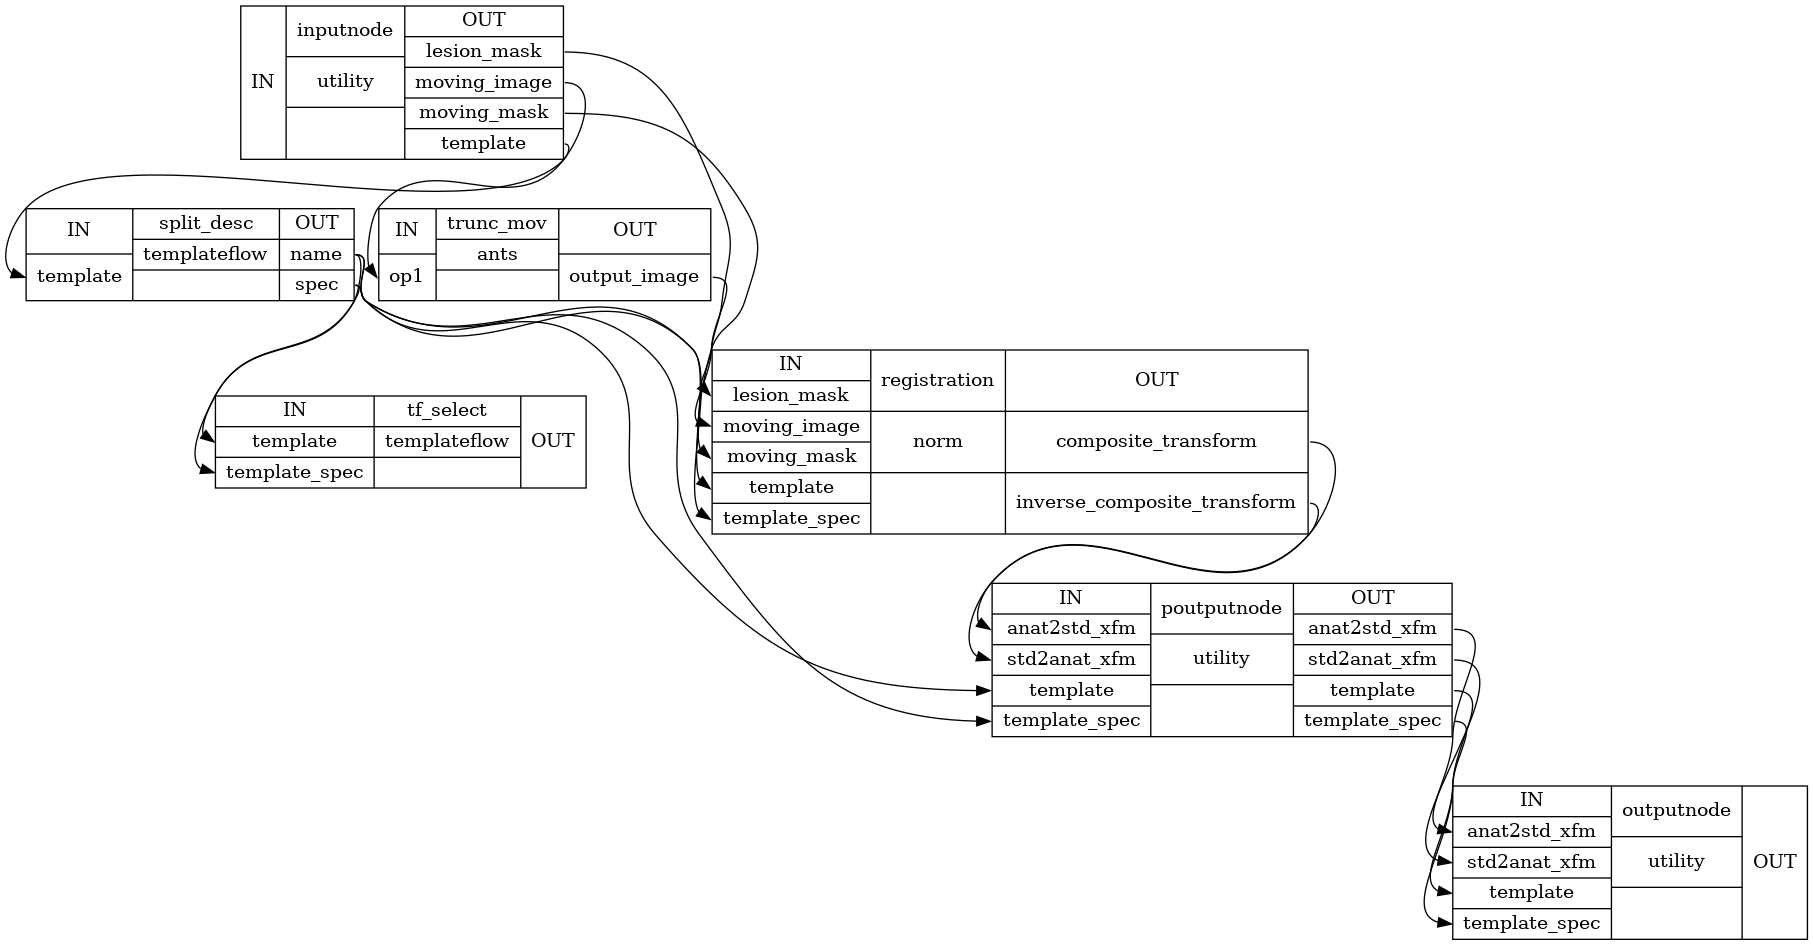 IN
inputnode
utility
OUT
lesion_mask
moving_image
moving_mask
template
IN
template
split_desc
templateflow
OUT
name
spec
IN
op1
trunc_mov
ants
OUT
output_image
IN
template
template_spec
tf_select
templateflow
OUT
IN
lesion_mask
moving_image
moving_mask
template
template_spec
registration
norm
OUT
composite_transform
inverse_composite_transform
IN
anat2std_xfm
std2anat_xfm
template
template_spec
poutputnode
utility
OUT
anat2std_xfm
std2anat_xfm
template
template_spec
IN
anat2std_xfm
std2anat_xfm
template
template_spec
outputnode
utility
OUT